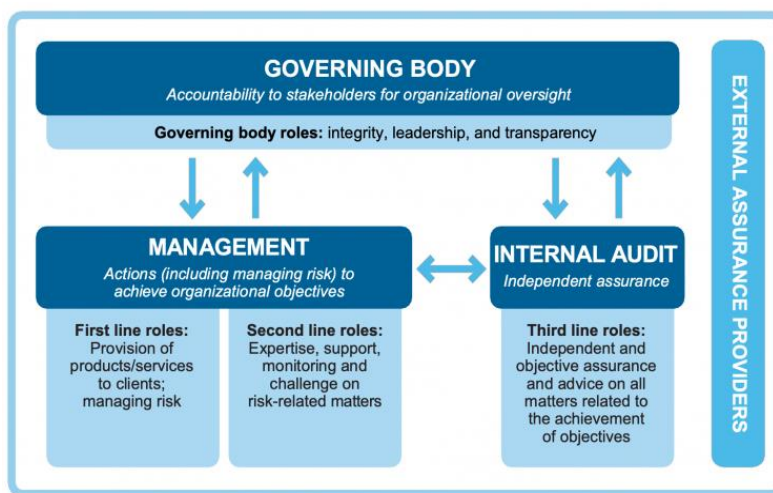 GOVERNING BODY
Accountability to stakeholders for organizational oversight
Governing body roles: integrity, leadership, and transparency
MANAGEMENT
Actions (including managing risk) to
achieve organizational objectives
First line roles:
Provision of
products/services
to clients;
managing risk
Second line roles:
Expertise, support,
monitoring and
challenge on
risk-related matters
INTERNAL AUDIT
Independent assurance
Third line roles:
Independent and
objective assurance
and advice on all
matters related to
the achievement
of objectives
EXTERNAL ASSURANCE PROVIDERS